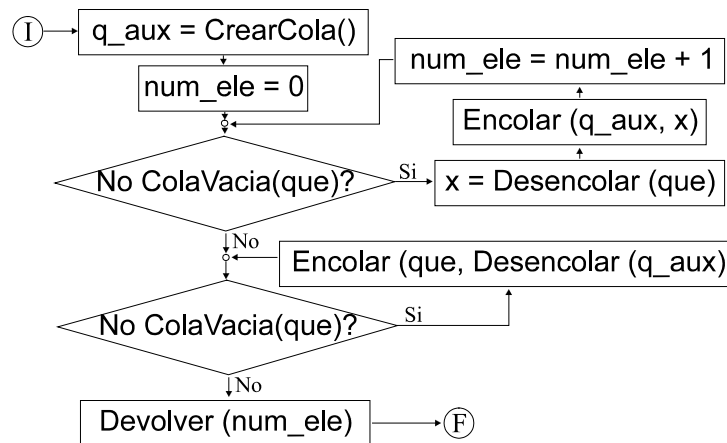 I
q_aux = CrearCola()
num_ele = 0
num_ele = num_ele + 1
Encolar (q_aux, x)
No ColaVacia(que)?
Si
x = Desencolar (que)
No
Encolar (que, Desencolar (q_aux)
No ColaVacia(que)?
Si
No
Devolver (num_ele)
F